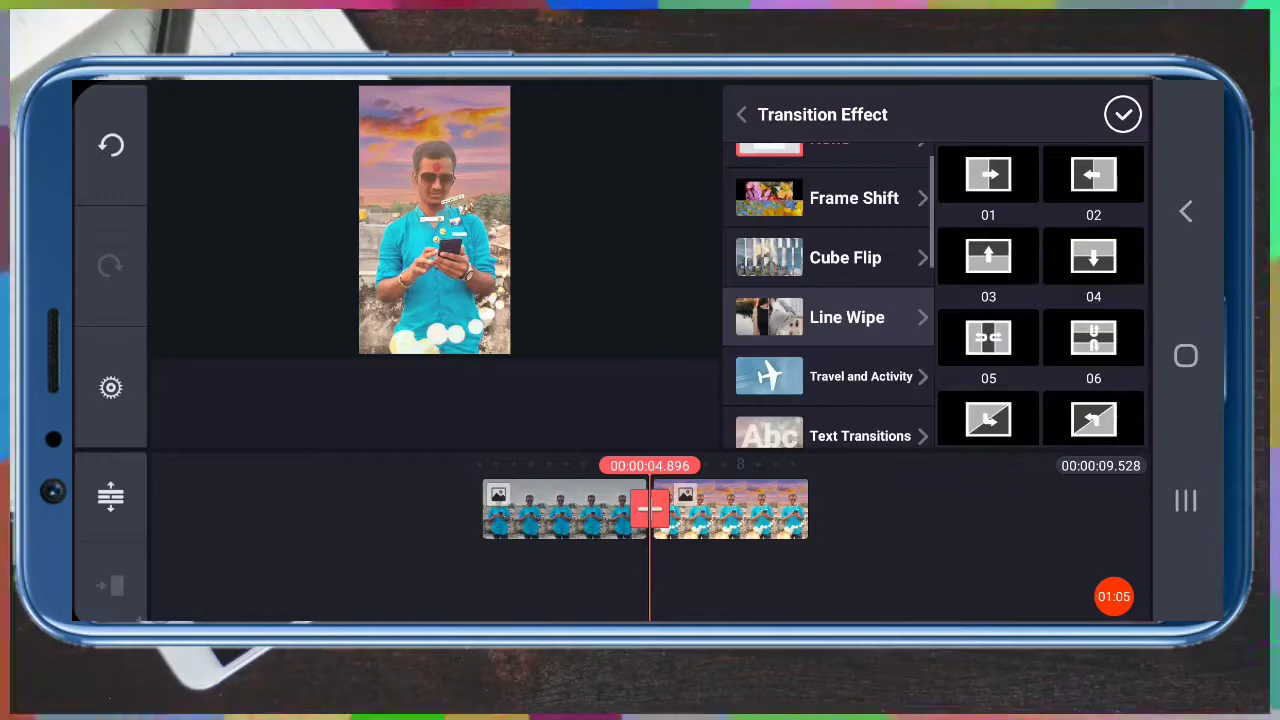 Transition Effect
None
Frame Shift
Cube Flip
Line Wipe
Travel and Activity
Abc
Text Transitions
01
02
03
04
05
06
00:00:04.896
8
00:00:09.528
01:05